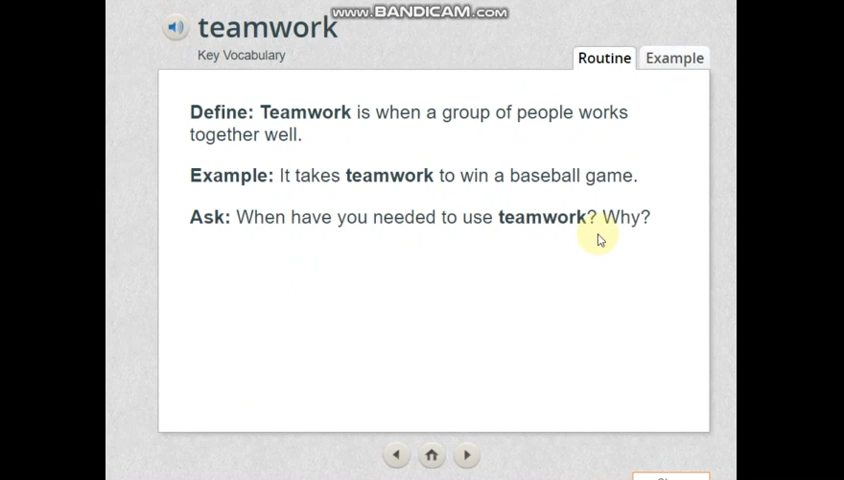 www.BANDICAM.com
teamwork
Key Vocabulary
Routine
Example
Define: Teamwork is when a group of people works
together well.
Example: It takes teamwork to win a baseball game.
Ask: When have you needed to use teamwork? Why?